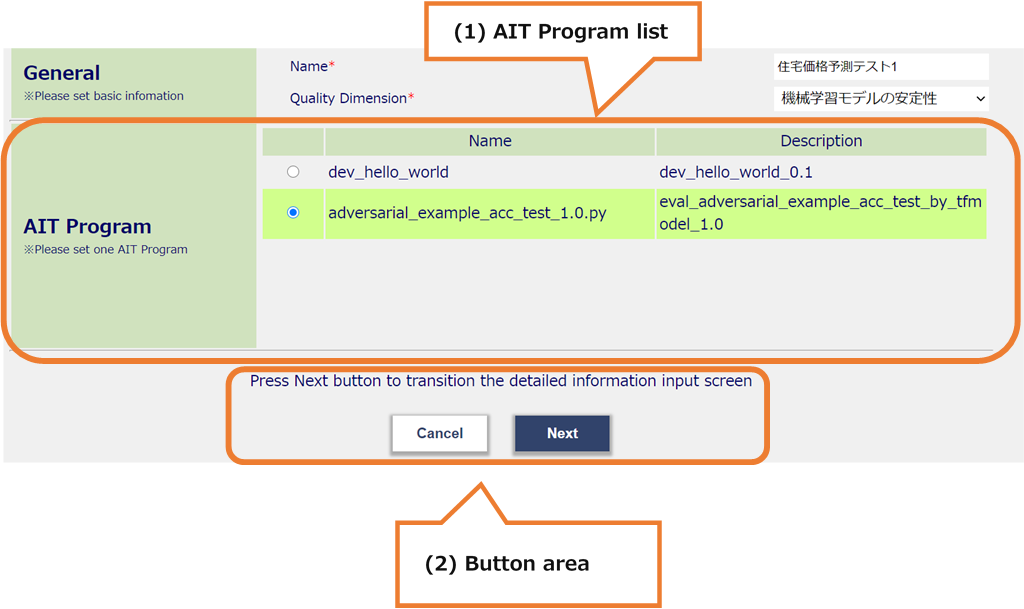 (1) AIT Program list
General
※Please set basic infomation
Name*
住宅価格予測テスト1
Quality Dimension*
機械学習モデルの安定性
AIT Program
※Please set one AIT Program
Name Description
dev_hello_world dev_hello_world_0.1
adversarial_example_acc_test_1.0.py eval_adversarial_example_acc_test_by_tfm
odel_1.0
Press Next button to transition the detailed information input screen
Cancel Next
(2) Button area